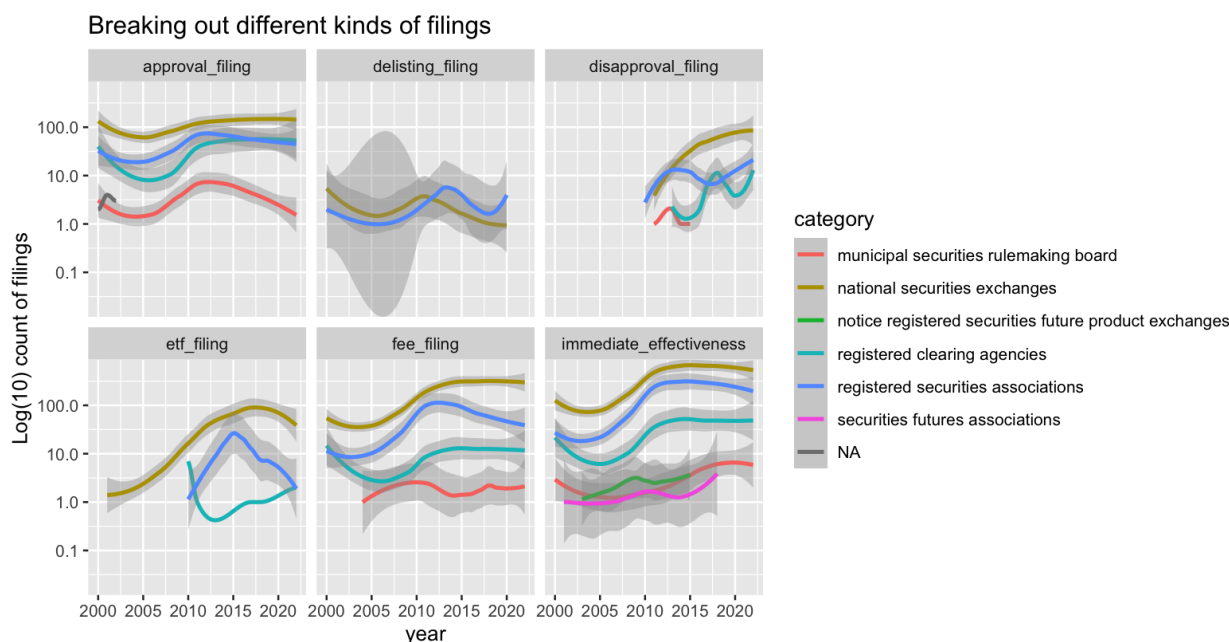 Breaking out different kinds of filings
approval_filing
delisting_filing
disapproval_filing
100.0
10.0
1.0
0.1
etf_filing
fee_filing
immediate_effectiveness
100.0
10.0
1.0
0.1
2000 2005 2010 2015 2020
2000 2005 2010 2015 2020
2000 2005 2010 2015 2020
year
Log(10) count of filings
category
municipal securities rulemaking board
national securities exchanges
notice registered securities future product exchanges
registered clearing agencies
registered securities associations
securities futures associations
NA